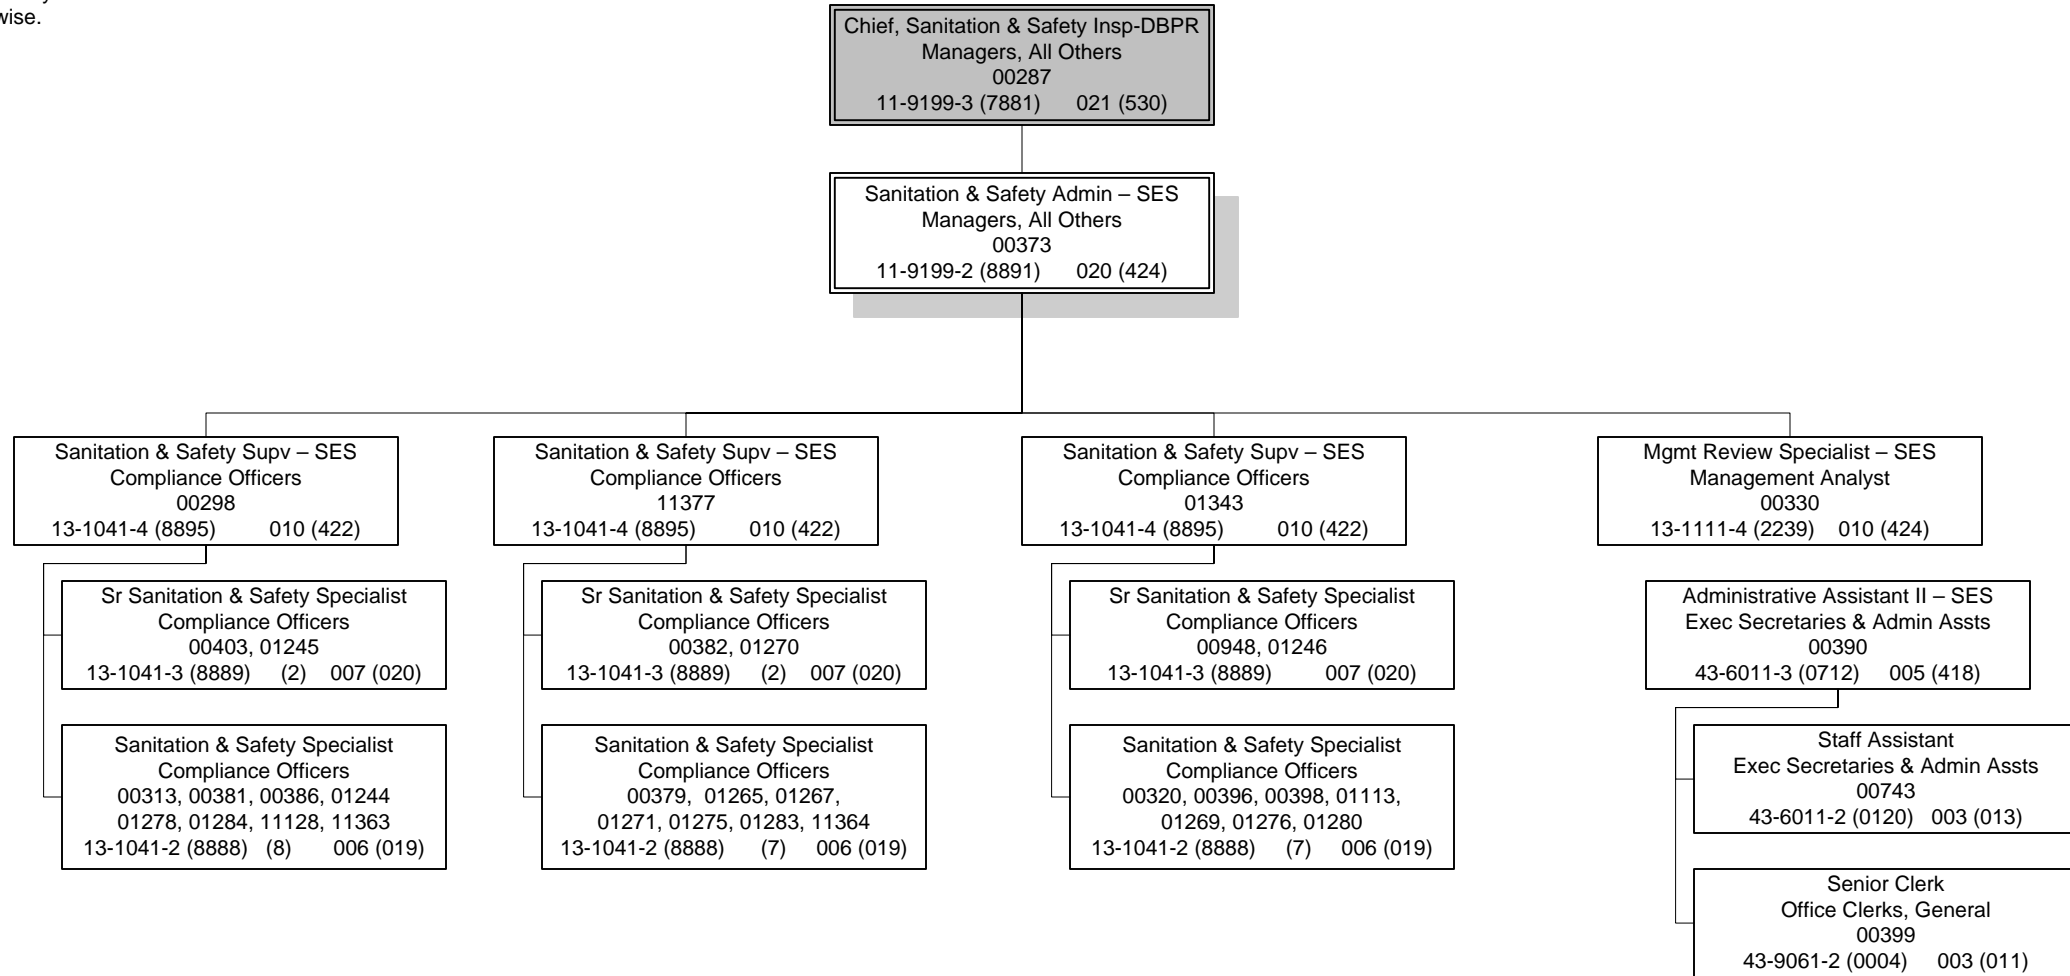 wise.
Chief, Sanitation & Safety Insp-DBPR
Managers, All Others
00287
11-9199-3 (7881) 021 (530)
Sanitation & Safety Admin – SES
Managers, All Others
00373
11-9199-2 (8891) 020 (424)
Sanitation & Safety Supv – SES
Compliance Officers
00298
13-1041-4 (8895) 010 (422)
Sr Sanitation & Safety Specialist
Compliance Officers
00403, 01245
13-1041-3 (8889) (2) 007 (020)
Sanitation & Safety Specialist
Compliance Officers
00313, 00381, 00386, 01244
01278, 01284, 11128, 11363
13-1041-2 (8888) (8) 006 (019)
Sanitation & Safety Supv – SES
Compliance Officers
11377
13-1041-4 (8895) 010 (422)
Sr Sanitation & Safety Specialist
Compliance Officers
00382, 01270
13-1041-3 (8889) (2) 007 (020)
Sanitation & Safety Specialist
Compliance Officers
00379, 01265, 01267,
01271, 01275, 01283, 11364
13-1041-2 (8888) (7) 006 (019)
Sanitation & Safety Supv – SES
Compliance Officers
01343
13-1041-4 (8895) 010 (422)
Sr Sanitation & Safety Specialist
Compliance Officers
00948, 01246
13-1041-3 (8889) 007 (020)
Sanitation & Safety Specialist
Compliance Officers
00320, 00396, 00398, 01113,
01269, 01276, 01280
13-1041-2 (8888) (7) 006 (019)
Mgmt Review Specialist – SES
Management Analyst
00330
13-1111-4 (2239) 010 (424)
Administrative Assistant II – SES
Exec Secretaries & Admin Assts
00390
43-6011-3 (0712) 005 (418)
Staff Assistant
Exec Secretaries & Admin Assts
00743
43-6011-2 (0120) 003 (013)
Senior Clerk
Office Clerks, General
00399
43-9061-2 (0004) 003 (011)